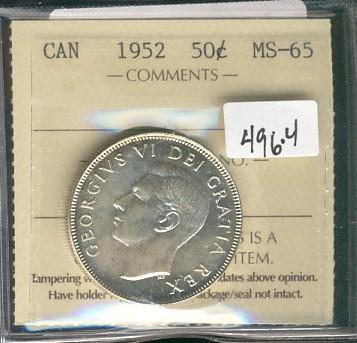 CAN 1952 50¢ MS-65
— COMMENTS —
496.4
NO. —
GEORGIVS VI DEI GRATIA REX
IS A
ITEM.
Tampering dates above opinion.
Have holder package/seal not intact.